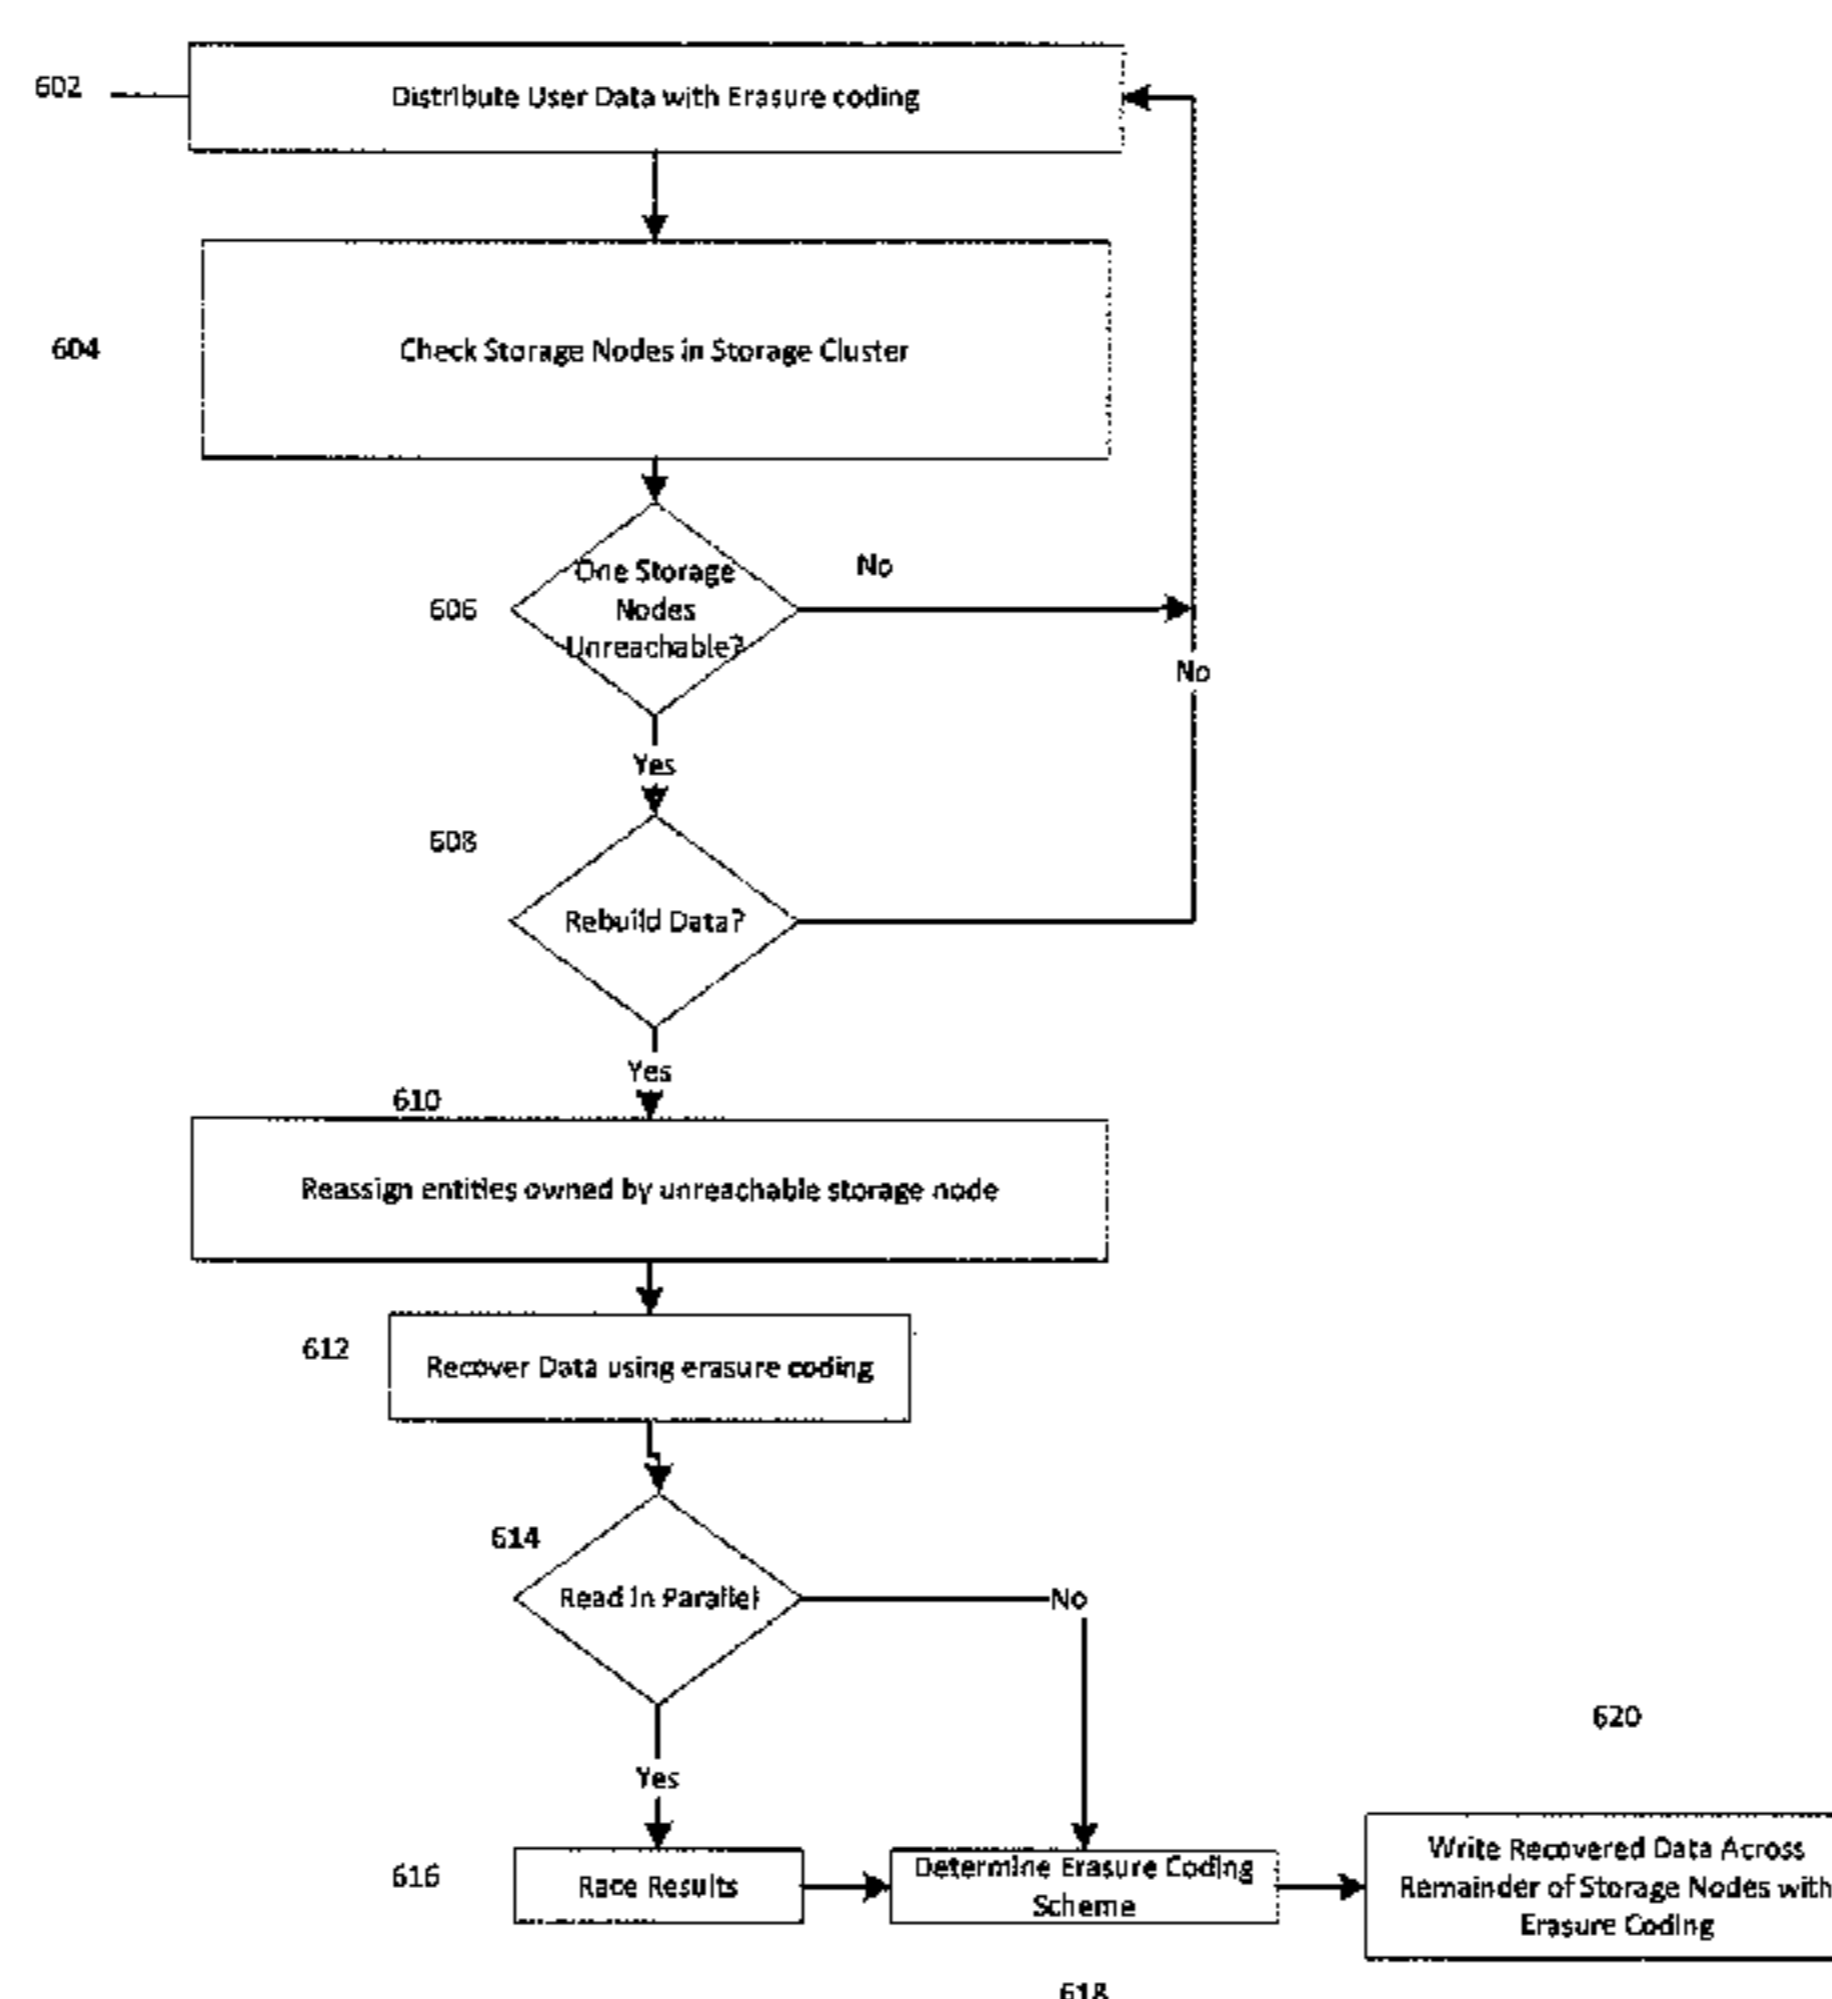 602
Distribute User Data with Erasure coding
604
Check Storage Nodes in Storage Cluster
606
One Storage
Nodes
Unreachable?
No
No
Yes
608
Rebuild Data?
Yes
610
Reassign entities owned by unreachable storage node
612
Recover Data using erasure coding
614
Read in Parallel
No
Yes
616
Race Results
Determine Erasure Coding
Scheme
618
620
Write Recovered Data Across
Remainder of Storage Nodes with
Erasure Coding